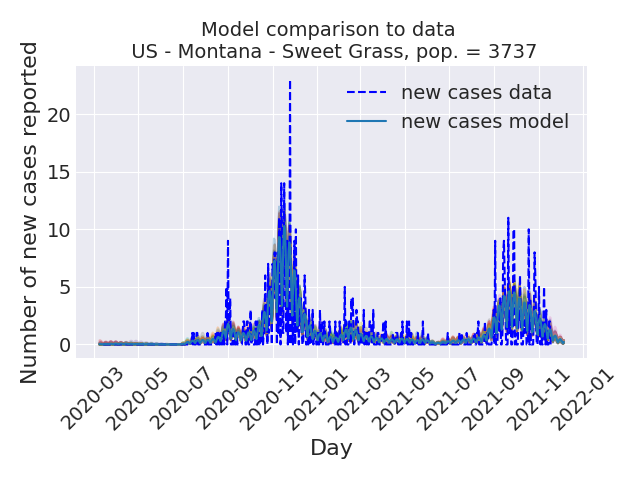 Model comparison to data
US - Montana - Sweet Grass, pop. = 3737
Number of new cases reported
20
15
10
5
0
new cases data
new cases model
2020-03
2020-05
2020-07
2020-09
2020-11
2021-01
2021-03
2021-05
2021-07
2021-09
2021-11
2022-01
Day